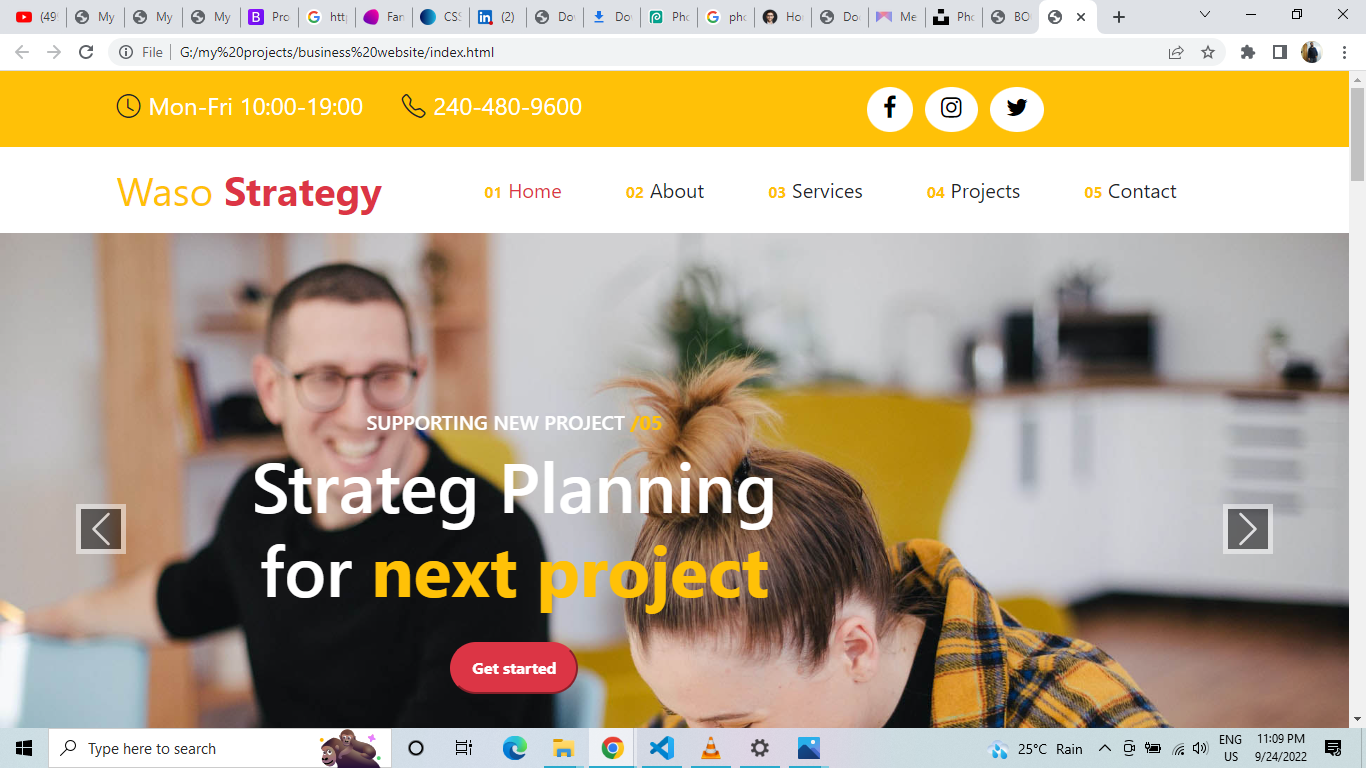 (49
My
My
My
Pro
http
Fan
CSS
(2)
Do
Do
Pho
pho
Ho
Doc
Me
Pho
BO
File
G:/my%20projects/business%20website/index.html
Mon-Fri 10:00-19:00 240-480-9600
Waso Strategy
01 Home 02 About 03 Services 04 Projects 05 Contact
SUPPORTING NEW PROJECT /05
Strateg Planning
for next project
Get started
Type here to search
25°C Rain
ENG
US
11:09 PM
9/24/2022